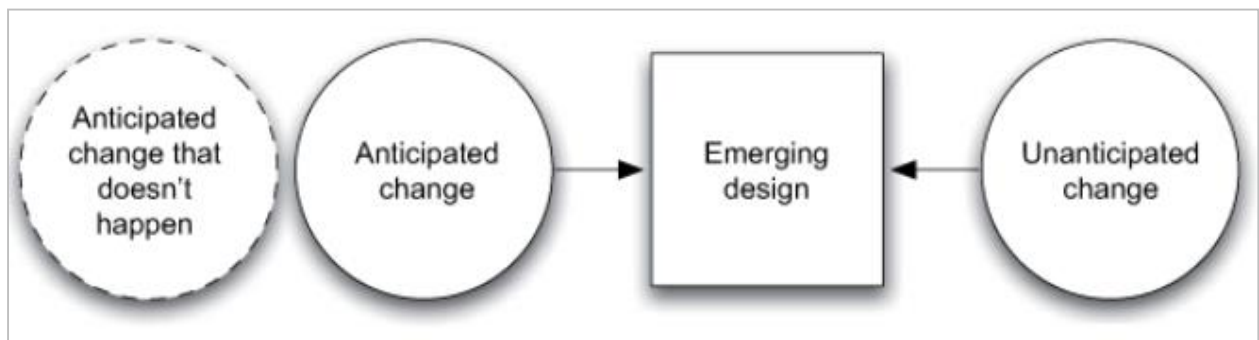 Anticipated
change that
doesn't
happen
Anticipated
change
Emerging
design
Unanticipated
change